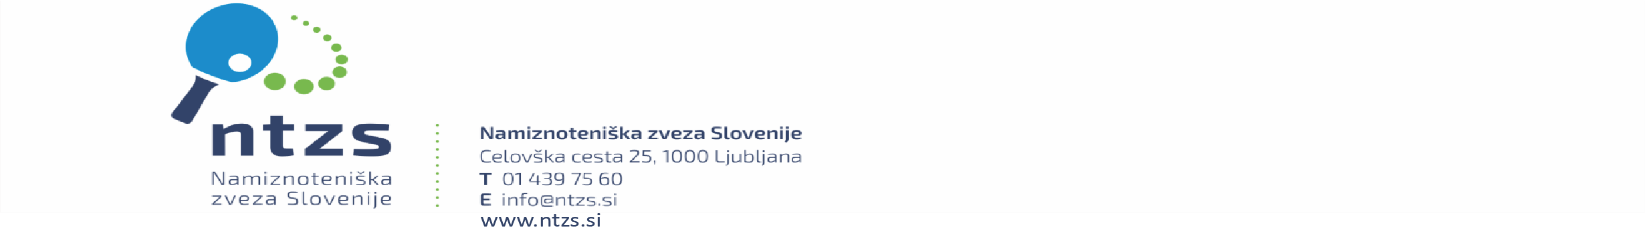 ntzs
Namiznoteniška
zveza Slovenije
Namiznoteniška zveza Slovenije
Celovška cesta 25, 1000 Ljubljana
T 01 439 75 60
E info@ntzs.si
www.ntzs.si